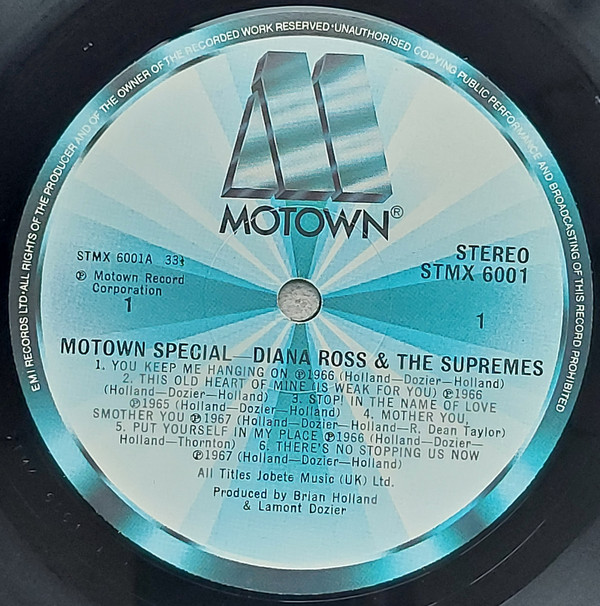 EMI RECORDS LTD·ALL RIGHTS OF THE PRODUCER AND OF THE OWNER OF THE RECORDED WORK RESERVED·UNAUTHORISED COPYING PUBLIC PERFORMANCE AND BROADCASTING OF THIS RECORD PROHIBITED
M
MOTOWN®
STMX 6001A 33⅓
STEREO
STMX 6001
℗ Motown Record
Corporation
1
1
MOTOWN SPECIAL—DIANA ROSS & THE SUPREMES
1. YOU KEEP ME HANGING ON ℗1966 (Holland—Dozier—Holland)
2. THIS OLD HEART OF MINE (IS WEAK FOR YOU) ℗1966
(Holland—Dozier—Holland) 3. STOP! IN THE NAME OF LOVE
℗1965 (Holland—Dozier—Holland) 4. MOTHER YOU,
SMOTHER YOU ℗1967 (Holland—Dozier—Holland—R. Dean Taylor)
5. PUT YOURSELF IN MY PLACE ℗1966 (Holland—Dozier—
Holland—Thornton) 6. THERE'S NO STOPPING US NOW
℗1967 (Holland—Dozier—Holland)
All Titles Jobete Music (UK) Ltd.
Produced by Brian Holland
& Lamont Dozier